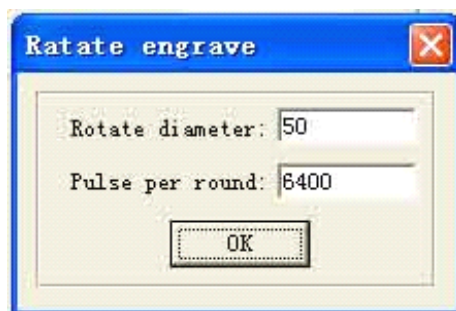 Ratate engrave
Rotate diameter: 50
Pulse per round: 6400
OK